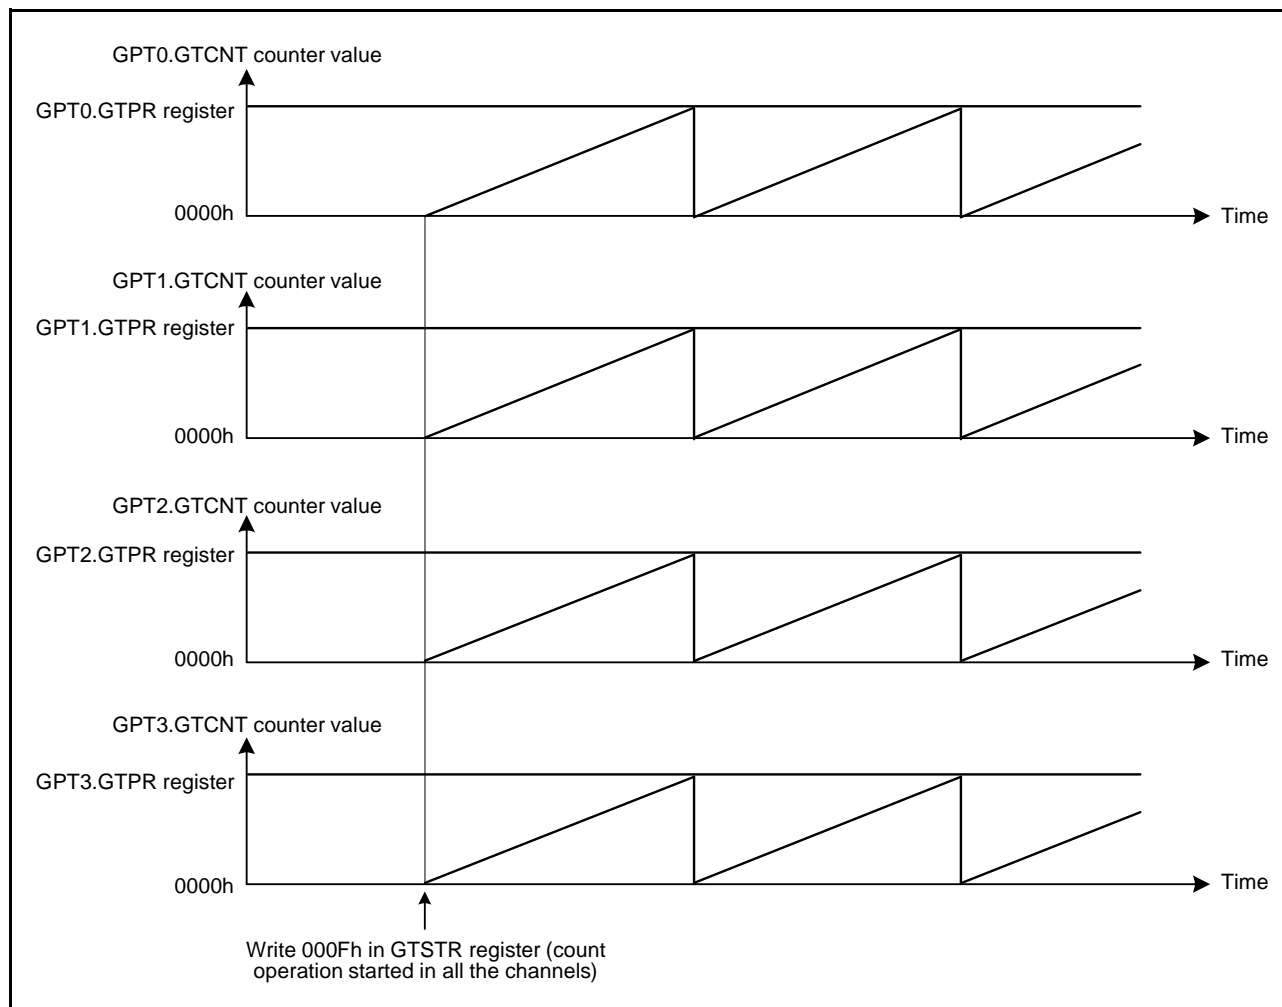 GPT0.GTCNT counter value
GPT0.GTPR register
0000h
Time
GPT1.GTCNT counter value
GPT1.GTPR register
0000h
Time
GPT2.GTCNT counter value
GPT2.GTPR register
0000h
Time
GPT3.GTCNT counter value
GPT3.GTPR register
0000h
Time
Write 000Fh in GTSTR register (count
operation started in all the channels)